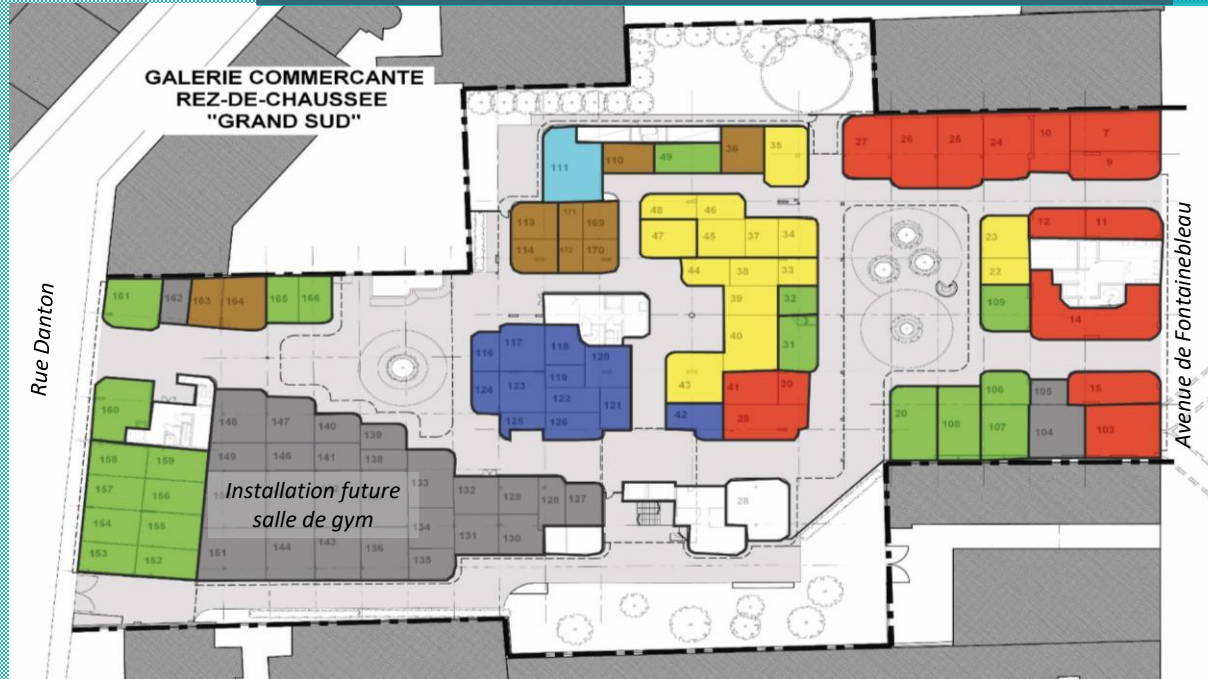 GALERIE COMMERCANTE
REZ-DE-CHAUSSEE
"GRAND SUD"
Rue Danton
Avenue de Fontainebleau
Installation future
salle de gym
27 26 25 24 10 7
9
111 110 49 36 35
113 171 169
114 172 170
48 46
47 45 37 34
44 38 33
39 32
40 31
43 41 30
42 29
23 12 11
22
109 14
161 162 163 164 165 166
116 117 118 120
124 123 119
122 121
125 126
20 108 106 105 15
107 104 103
160
158 159
157 156
154 155
153 152
148 147 140 139
149 146 141 138
133 132 129 128 127
134 131 130
151 144 143 136 135
28